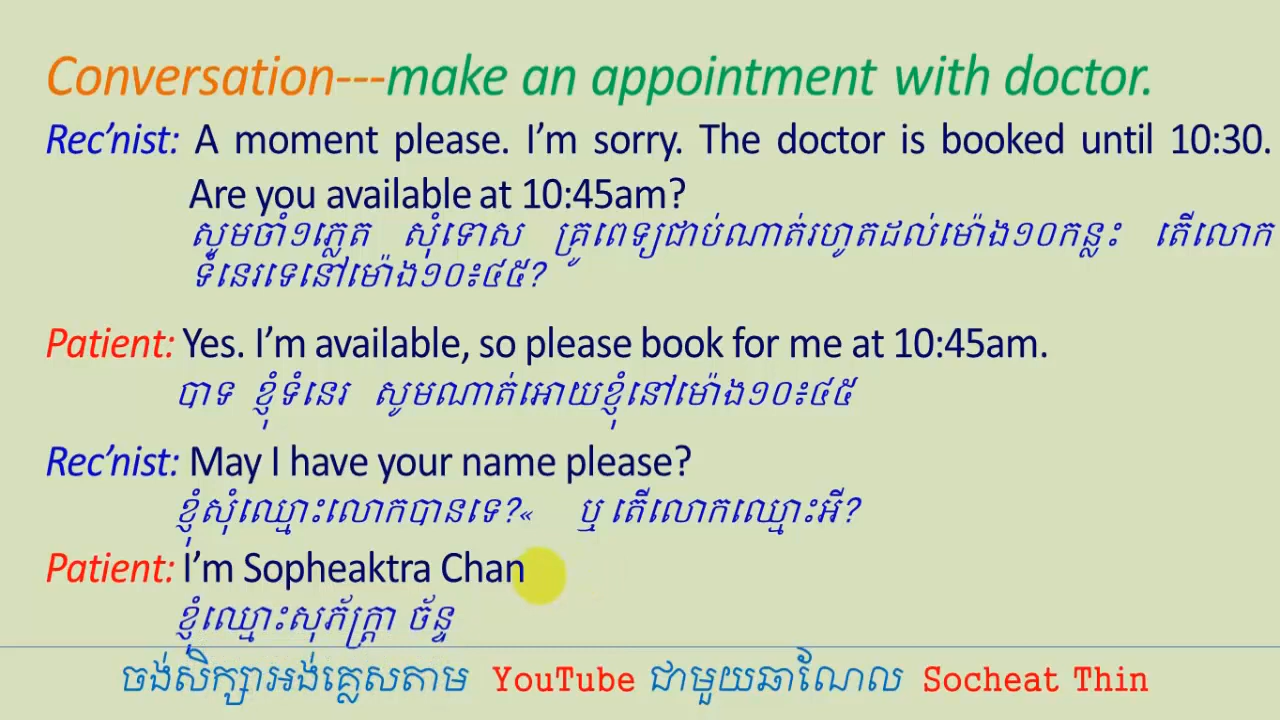 Conversation---make an appointment with doctor.
Rec’nist: A moment please. I’m sorry. The doctor is booked until 10:30.
Are you available at 10:45am?
សូមចាំ១ភ្លេត សុំទោស គ្រូពេទ្យជាប់ណាត់រហូតដល់ម៉ោង១០កន្លះ តើលោក
ទំនេរទេនៅម៉ោង១០៖៤៥?
Patient: Yes. I’m available, so please book for me at 10:45am.
បាទ ខ្ញុំទំនេរ សូមណាត់អោយខ្ញុំនៅម៉ោង១០៖៤៥
Rec’nist: May I have your name please?
ខ្ញុំសុំឈ្មោះលោកបានទេ?« ឬ តើលោកឈ្មោះអី?
Patient: I’m Sopheaktra Chan
ខ្ញុំឈ្មោះសុភ័ក្ត្រា ច័ន្ទ
ចង់សិក្សាអង់គ្លេសតាម YouTube ជាមួយឆាណែល Socheat Thin